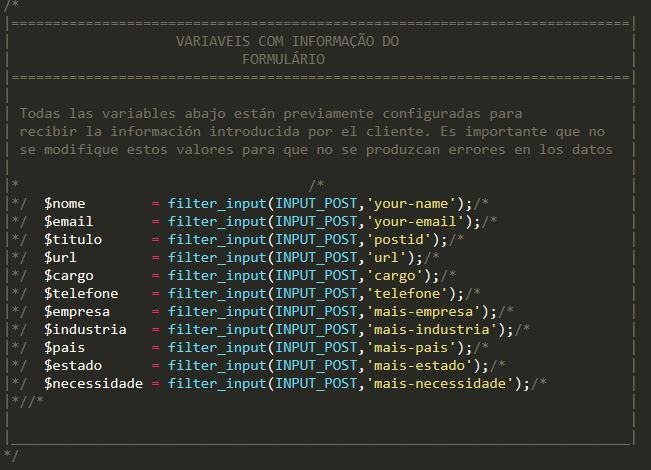 /*
|===========================================================================|
| VARIAVEIS COM INFORMAÇÃO DO |
| FORMULÁRIO |
|===========================================================================|
| |
| Todas las variables abajo están previamente configuradas para |
| recibir la información introducida por el cliente. Es importante que no |
| se modifique estos valores para que no se produzcan errores en los datos |
| |
|* /* |
|*/ $nome = filter_input(INPUT_POST,'your-name');/* |
|*/ $email = filter_input(INPUT_POST,'your-email');/* |
|*/ $titulo = filter_input(INPUT_POST,'postid');/* |
|*/ $url = filter_input(INPUT_POST,'url');/* |
|*/ $cargo = filter_input(INPUT_POST,'cargo');/* |
|*/ $telefone = filter_input(INPUT_POST,'telefone');/* |
|*/ $empresa = filter_input(INPUT_POST,'mais-empresa');/* |
|*/ $industria = filter_input(INPUT_POST,'mais-industria');/* |
|*/ $pais = filter_input(INPUT_POST,'mais-pais');/* |
|*/ $estado = filter_input(INPUT_POST,'mais-estado');/* |
|*/ $necessidade = filter_input(INPUT_POST,'mais-necessidade');/* |
|*//* |
| |
|___________________________________________________________________________|
*/